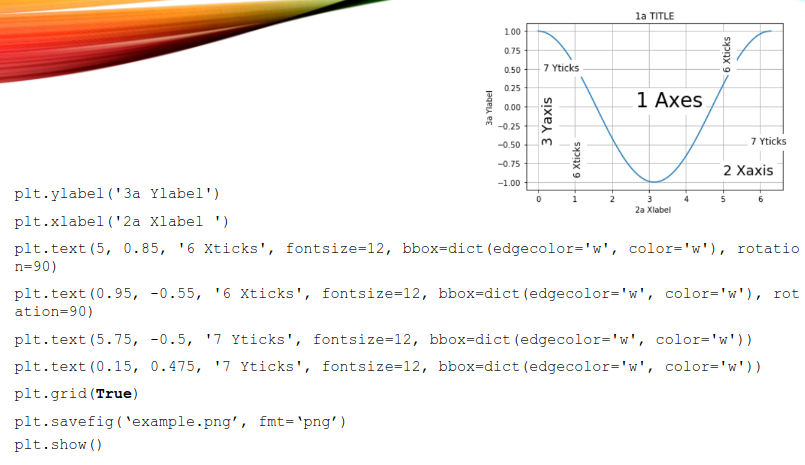 1a TITLE
1.00
0.75
0.50
0.25
0.00
−0.25
−0.50
−0.75
−1.00
3a Ylabel
7 Yticks
6 Xticks
1 Axes
3 Yaxis
6 Xticks
7 Yticks
2 Xaxis
0 1 2 3 4 5 6
2a Xlabel
plt.ylabel('3a Ylabel')
plt.xlabel('2a Xlabel ')
plt.text(5, 0.85, '6 Xticks', fontsize=12, bbox=dict(edgecolor='w', color='w'), rotatio
n=90)
plt.text(0.95, -0.55, '6 Xticks', fontsize=12, bbox=dict(edgecolor='w', color='w'), rot
ation=90)
plt.text(5.75, -0.5, '7 Yticks', fontsize=12, bbox=dict(edgecolor='w', color='w'))
plt.text(0.15, 0.475, '7 Yticks', fontsize=12, bbox=dict(edgecolor='w', color='w'))
plt.grid(True)
plt.savefig(‘example.png’, fmt=‘png’)
plt.show()